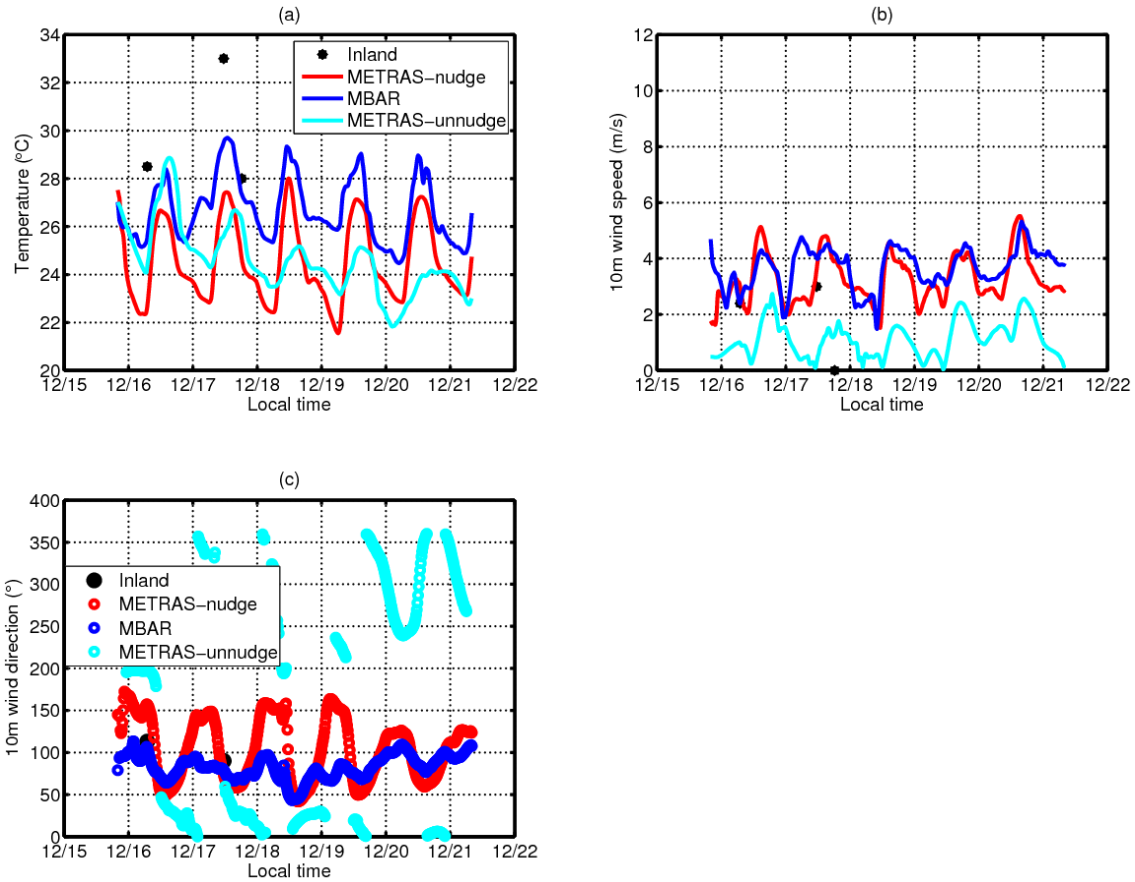 (a)
34
32
30
28
26
24
22
20
Temperature (°C)
Inland
METRAS-nudge
MBAR
METRAS-unnudge
12/15 12/16 12/17 12/18 12/19 12/20 12/21 12/22
Local time
(b)
12
10
8
6
4
2
0
10m wind speed (m/s)
12/15 12/16 12/17 12/18 12/19 12/20 12/21 12/22
Local time
(c)
400
350
300
250
200
150
100
50
0
10m wind direction (°)
Inland
METRAS-nudge
MBAR
METRAS-unnudge
12/15 12/16 12/17 12/18 12/19 12/20 12/21 12/22
Local time